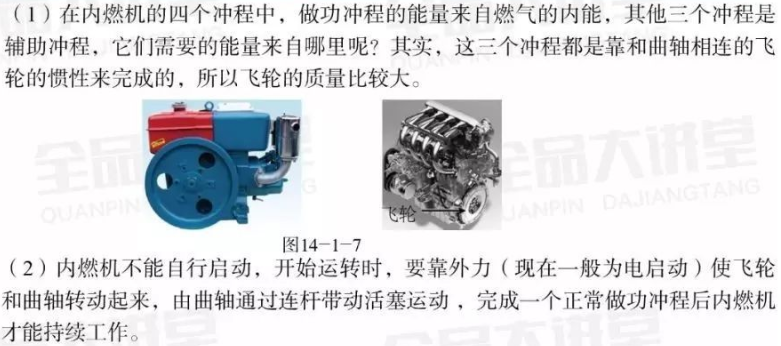 （1）在内燃机的四个冲程中，做功冲程的能量来自燃气的内能，其他三个冲程是
辅助冲程，它们需要的能量来自哪里呢？其实，这三个冲程都是靠和曲轴相连的飞
轮的惯性来完成的，所以飞轮的质量比较大。
全品大讲堂
QUANPIN DAJIANGTANG
飞轮
图14-1-7
（2）内燃机不能自行启动，开始运转时，要靠外力（现在一般为电启动）使飞轮
和曲轴转动起来，由曲轴通过连杆带动活塞运动，完成一个正常做功冲程后内燃机
才能持续工作。